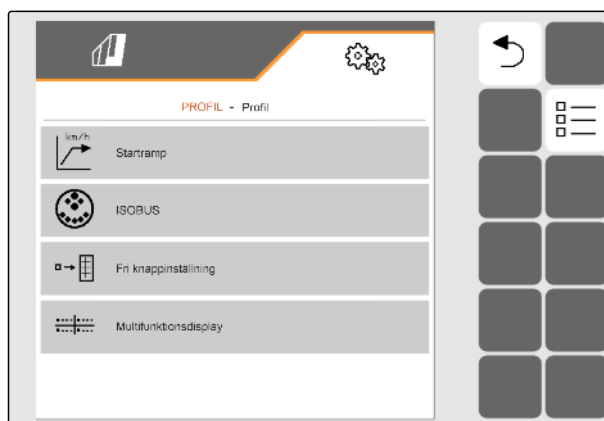 PROFIL - Profil
km/h
Startramp
ISOBUS
Fri knappinställning
Multifunktionsdisplay